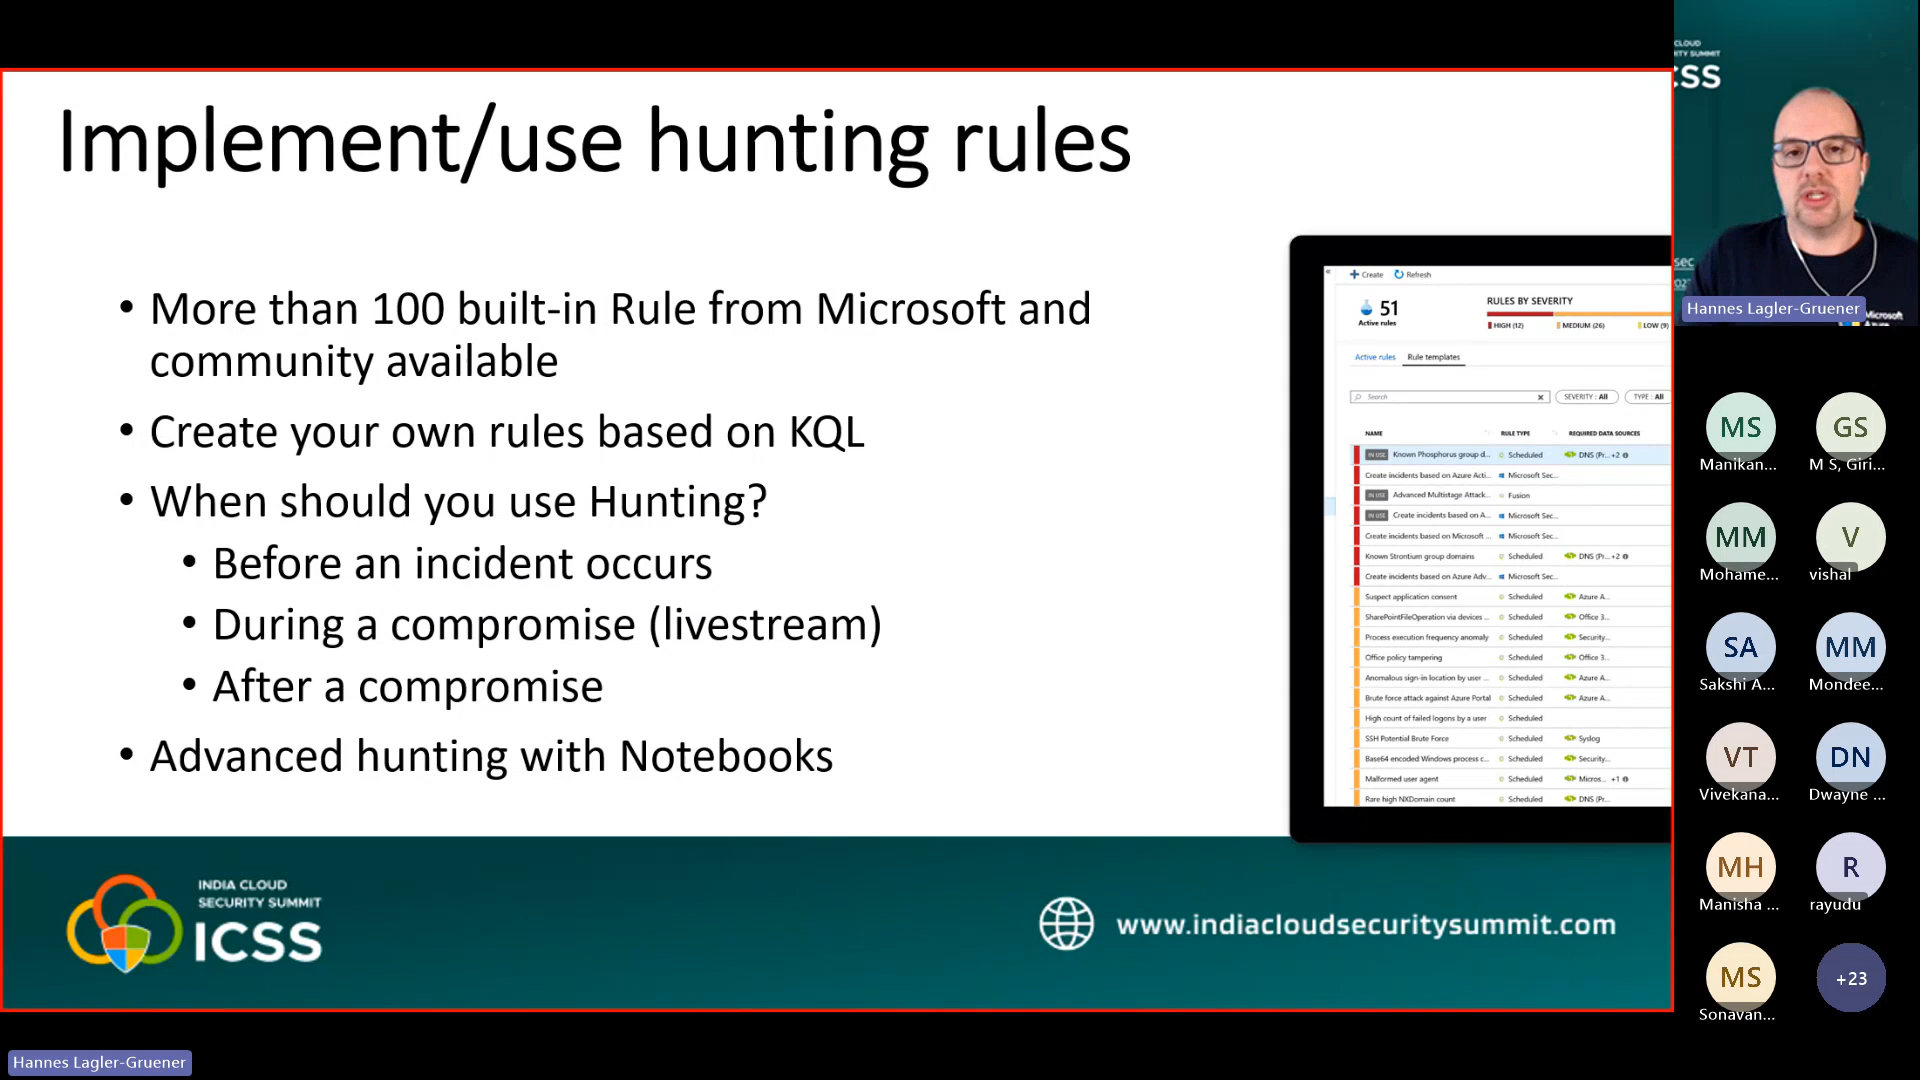 Implement/use hunting rules
• More than 100 built-in Rule from Microsoft and
community available
• Create your own rules based on KQL
• When should you use Hunting?
• Before an incident occurs
• During a compromise (livestream)
• After a compromise
• Advanced hunting with Notebooks
Create Refresh
51
Active rules
RULES BY SEVERITY
HIGH (12) MEDIUM (26) LOW (9)
Active rules Rule templates
Search
SEVERITY : All TYPE : All
NAME RULE TYPE REQUIRED DATA SOURCES
IN USE Known Phosphorus group d... Scheduled DNS (Pr... +2
Create incidents based on Azure Acti... Microsoft Sec...
IN USE Advanced Multistage Attack... Fusion
IN USE Create incidents based on A... Microsoft Sec...
Create incidents based on Microsoft ... Microsoft Sec...
Known Strontium group domains Scheduled DNS (Pr... +2
Create incidents based on Azure Adv... Microsoft Sec...
Suspect application consent Scheduled Azure A...
SharePointFileOperation via devices ... Scheduled Office 3...
Process execution frequency anomaly Scheduled Security...
Office policy tampering Scheduled Office 3...
Anomalous sign-in location by user ... Scheduled Azure A...
Brute force attack against Azure Portal Scheduled Azure A...
High count of failed logons by a user Scheduled
SSH Potential Brute Force Scheduled Syslog
Base64 encoded Windows process c... Scheduled Security...
Malformed user agent Scheduled Micros... +1
Rare high NXDomain count Scheduled DNS (Pr...
INDIA CLOUD
SECURITY SUMMIT
ICSS
www.indiacloudsecuritysummit.com
Hannes Lagler-Gruener
CLOUD
ITY SUMMIT
CSS
sec
Hannes Lagler-Gruener
Microsoft
MS GS
Manikan... M S, Giri...
MM V
Mohame... vishal
SA MM
Sakshi A... Mondee...
VT DN
Vivekana... Dwayne ...
MH R
Manisha ... rayudu
MS +23
Sonavan...